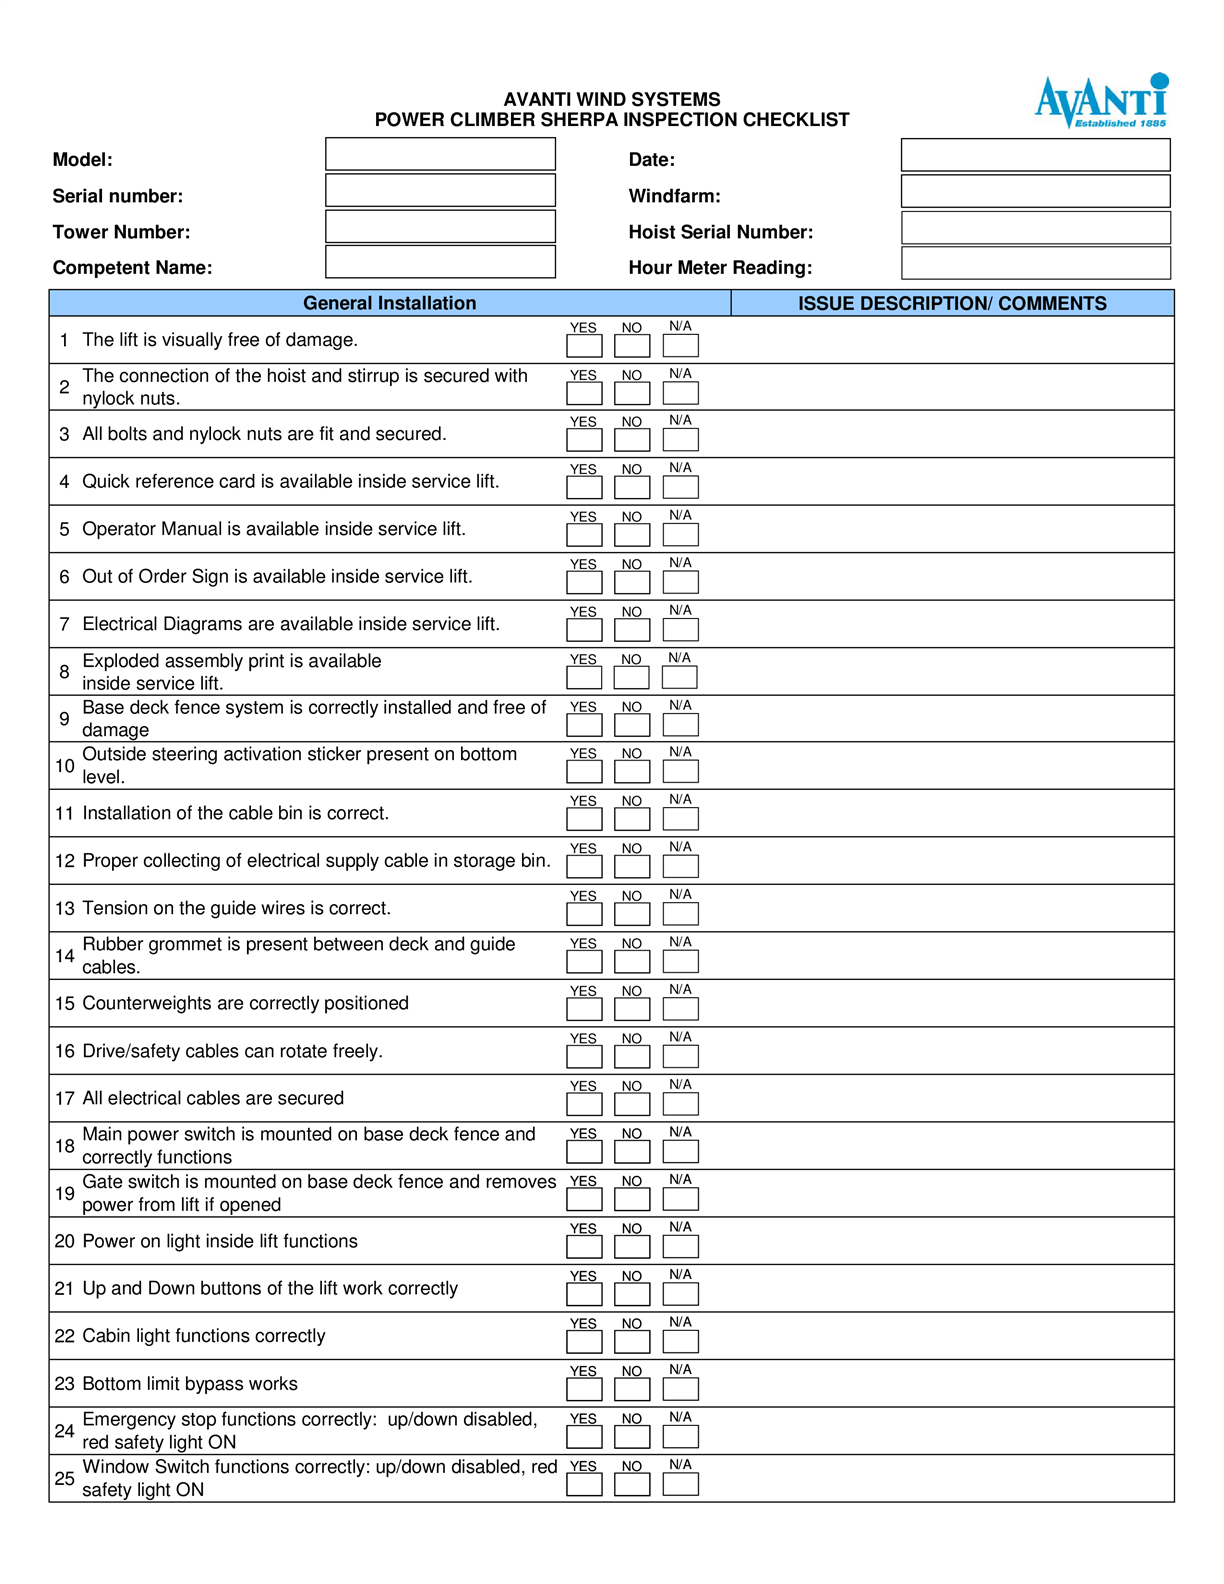 AVANTI
Established 1885
AVANTI WIND SYSTEMS
POWER CLIMBER SHERPA INSPECTION CHECKLIST
Model: Date:
Serial number: Windfarm:
Tower Number: Hoist Serial Number:
Competent Name: Hour Meter Reading:
General Installation ISSUE DESCRIPTION/ COMMENTS
YES NO N/A
1 The lift is visually free of damage.
YES NO N/A
2 The connection of the hoist and stirrup is secured with
nylock nuts.
YES NO N/A
3 All bolts and nylock nuts are fit and secured.
YES NO N/A
4 Quick reference card is available inside service lift.
YES NO N/A
5 Operator Manual is available inside service lift.
YES NO N/A
6 Out of Order Sign is available inside service lift.
YES NO N/A
7 Electrical Diagrams are available inside service lift.
YES NO N/A
8 Exploded assembly print is available
inside service lift.
YES NO N/A
9 Base deck fence system is correctly installed and free of
damage
YES NO N/A
10 Outside steering activation sticker present on bottom
level.
YES NO N/A
11 Installation of the cable bin is correct.
YES NO N/A
12 Proper collecting of electrical supply cable in storage bin.
YES NO N/A
13 Tension on the guide wires is correct.
YES NO N/A
14 Rubber grommet is present between deck and guide
cables.
YES NO N/A
15 Counterweights are correctly positioned
YES NO N/A
16 Drive/safety cables can rotate freely.
YES NO N/A
17 All electrical cables are secured
YES NO N/A
18 Main power switch is mounted on base deck fence and
correctly functions
YES NO N/A
19 Gate switch is mounted on base deck fence and removes
power from lift if opened
YES NO N/A
20 Power on light inside lift functions
YES NO N/A
21 Up and Down buttons of the lift work correctly
YES NO N/A
22 Cabin light functions correctly
YES NO N/A
23 Bottom limit bypass works
YES NO N/A
24 Emergency stop functions correctly: up/down disabled,
red safety light ON
YES NO N/A
25 Window Switch functions correctly: up/down disabled, red
safety light ON